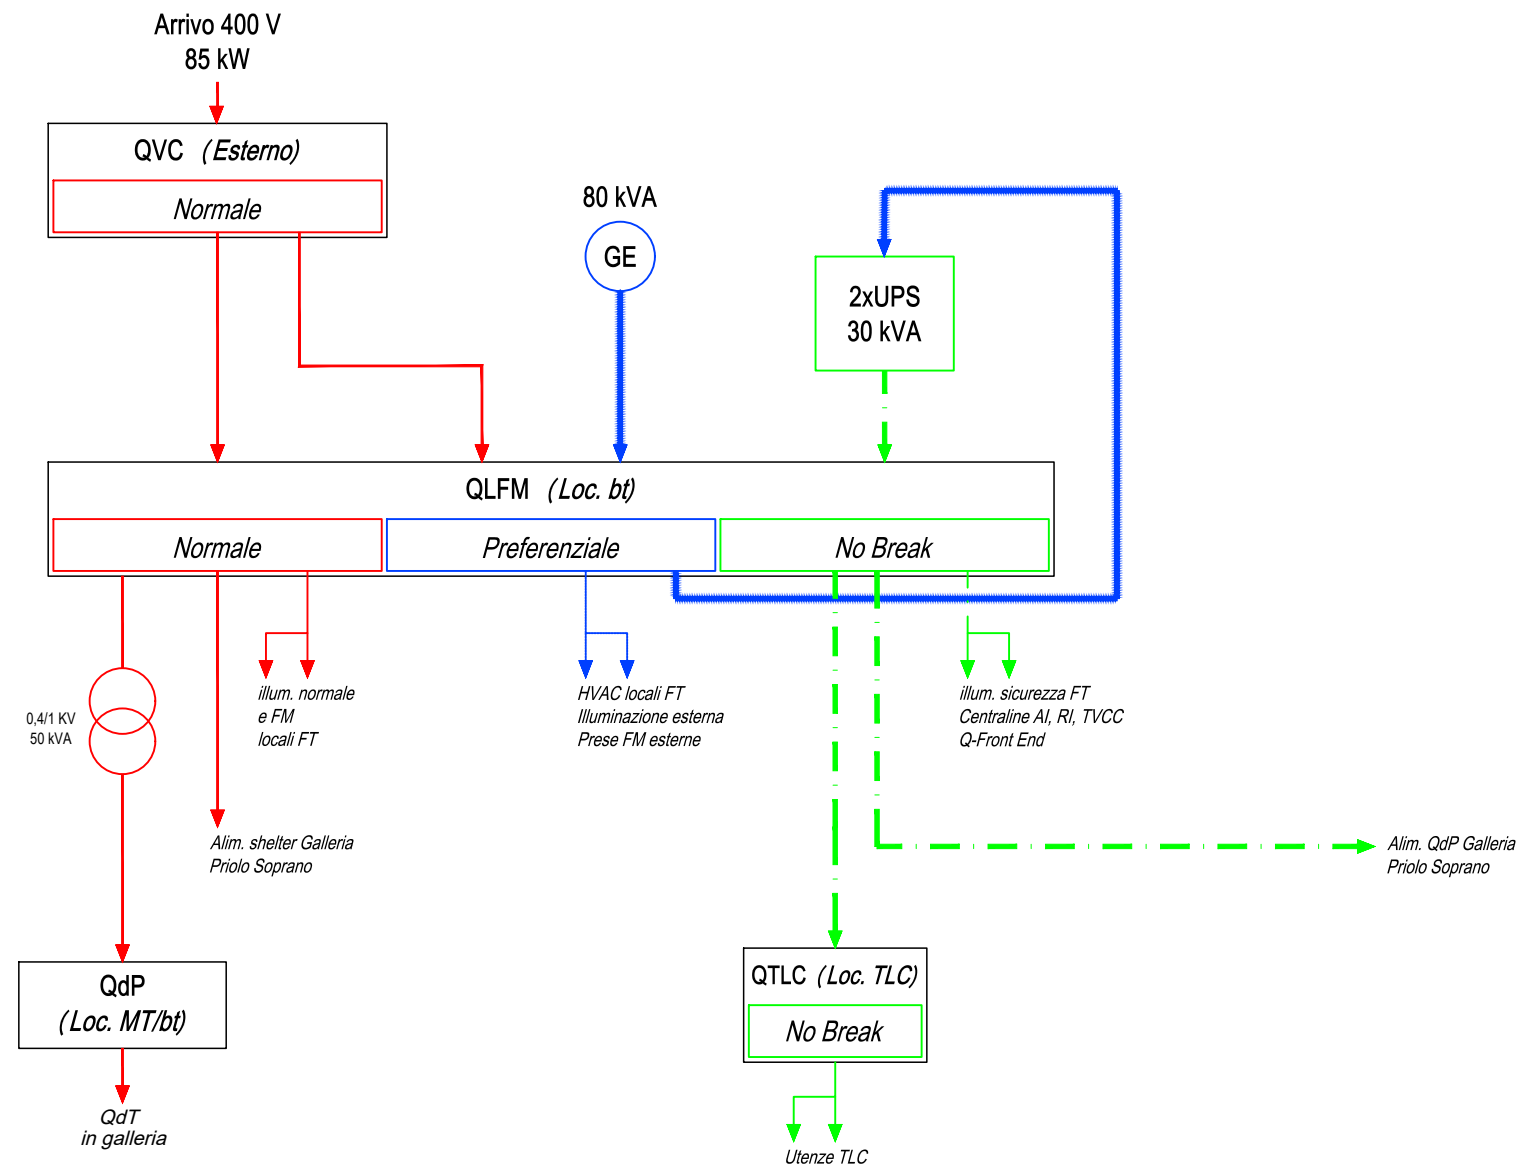 Arrivo 400 V
85 kW
QVC (Esterno)
Normale
80 kVA
GE
2xUPS
30 kVA
QLFM (Loc. bt)
Normale
Preferenziale
No Break
0,4/1 KV
50 kVA
illum. normale
e FM
locali FT
HVAC locali FT
Illuminazione esterna
Prese FM esterne
illum. sicurezza FT
Centraline AI, RI, TVCC
Q-Front End
Alim. shelter Galleria
Priolo Soprano
Alim. QdP Galleria
Priolo Soprano
QdP
(Loc. MT/bt)
QdT
in galleria
QTLC (Loc. TLC)
No Break
Utenze TLC